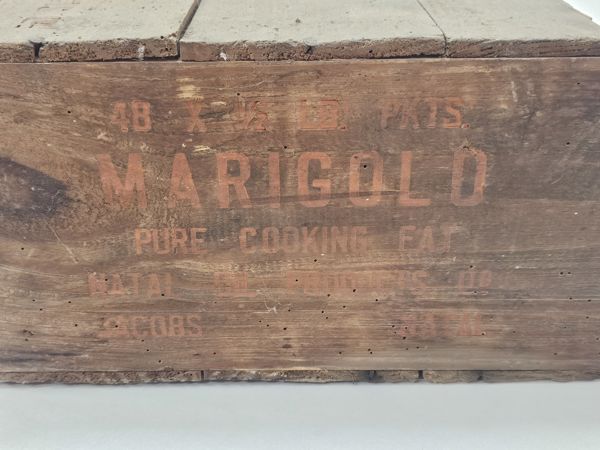 48 X ½ LB. PKTS.
MARIGOLD
PURE COOKING FAT
NATAL OIL PRODUCTS
JACOBS NATAL